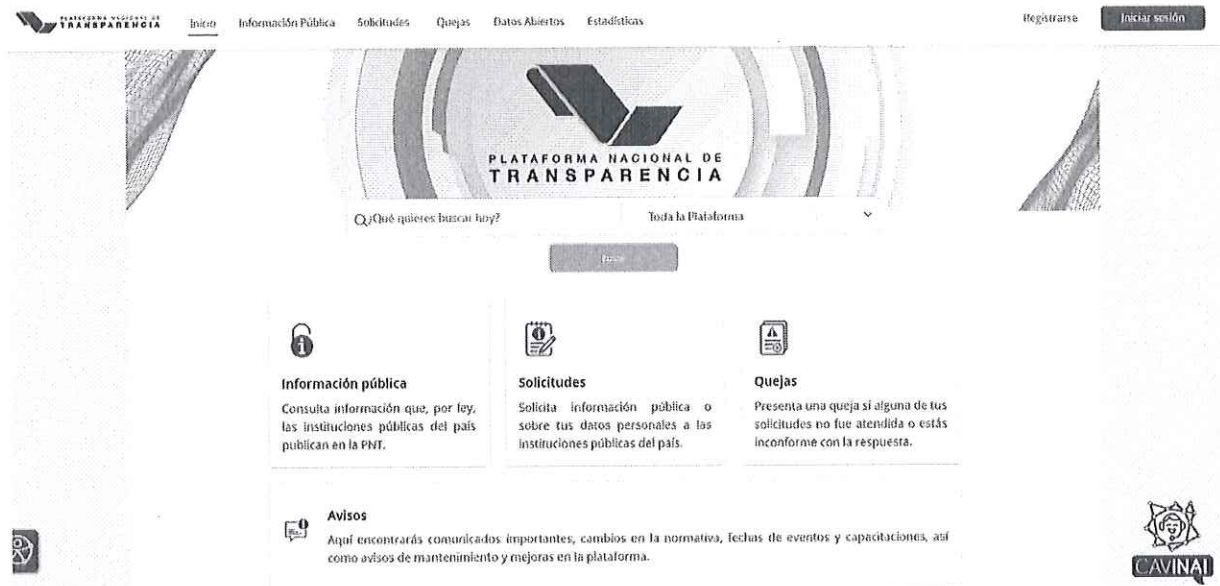 PLATAFORMA NACIONAL DE
TRANSPARENCIA
Inicio Información Pública Solicitudes Quejas Datos Abiertos Estadísticas Registrarse Iniciar sesión
PLATAFORMA NACIONAL DE
TRANSPARENCIA
¿Qué quieres buscar hoy? Toda la Plataforma
Información pública
Consulta información que, por ley,
las instituciones públicas del país
publican en la PNT.
Solicitudes
Solicita información pública o
sobre tus datos personales a las
instituciones públicas del país.
Quejas
Presenta una queja si alguna de tus
solicitudes no fue atendida o estás
inconforme con la respuesta.
Avisos
Aquí encontrarás comunicados importantes, cambios en la normativa, fechas de eventos y capacitaciones, así
como avisos de mantenimiento y mejoras en la plataforma.
CAVINAI